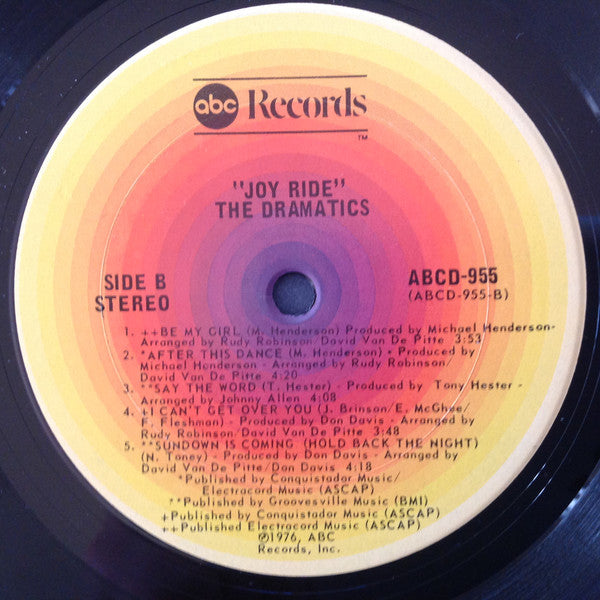 abc Records
TM
"JOY RIDE"
THE DRAMATICS
SIDE B
STEREO
ABCD-955
(ABCD-955-B)
1. ++BE MY GIRL (M. Henderson) Produced by Michael Henderson-
Arranged by Rudy Robinson/David Van De Pitte 3:53
2. *AFTER THIS DANCE (M. Henderson) - Produced by
Michael Henderson - Arranged by Rudy Robinson/
David Van De Pitte 4:20
3. **SAY THE WORD (T. Hester) - Produced by Tony Hester -
Arranged by Johnny Allen 4:08
4. +I CAN'T GET OVER YOU (J. Brinson/E. McGhee/
F. Fleshman) - Produced by Don Davis - Arranged by
Rudy Robinson/David Van De Pitte 3:48
5. **SUNDOWN IS COMING (HOLD BACK THE NIGHT)
(N. Toney) - Produced by Don Davis - Arranged by
David Van De Pitte/Don Davis 4:18
*Published by Conquistador Music/
Electracord Music (ASCAP)
**Published by Groovesville Music (BMI)
+Published by Conquistador Music (ASCAP)
++Published Electracord Music (ASCAP)
℗1976, ABC
Records, Inc.